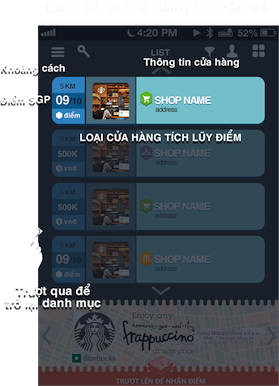 4:20 PM
52%
LIST
Khoảng cách
Thông tin cửa hàng
5 KM
Điểm SGP
09/10
điểm
SHOP NAME
address
LOẠI CỬA HÀNG TÍCH LŨY ĐIỂM
5 KM
500K
vnđ
SHOP NAME
address
5 KM
500K
vnđ
SHOP NAME
address
5 KM
09/10
vnđ
SHOP NAME
address
Trượt qua để
trở lại danh mục
Enjoy any
frappuccino
Starbucks
TRƯỢT LÊN ĐỂ NHẬN ĐIỂM